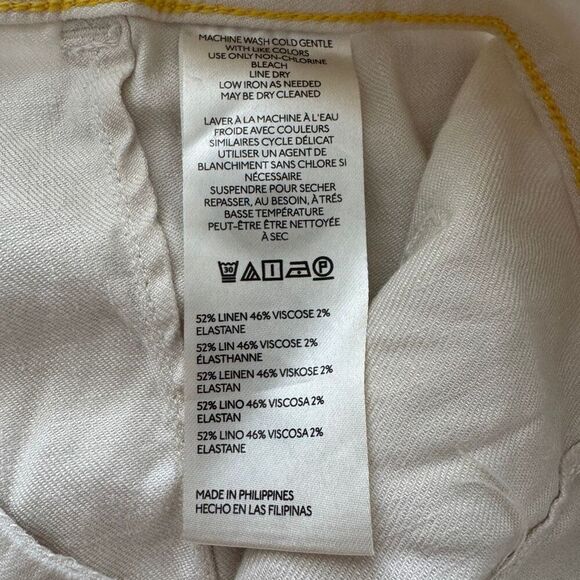 MACHINE WASH COLD GENTLE
WITH LIKE COLORS
USE ONLY NON-CHLORINE
BLEACH
LINE DRY
LOW IRON AS NEEDED
MAY BE DRY CLEANED
LAVER À LA MACHINE À L'EAU
FROIDE AVEC COULEURS
SIMILAIRES CYCLE DÉLICAT
UTILISER UN AGENT DE
BLANCHIMENT SANS CHLORE SI
NÉCESSAIRE
SUSPENDRE POUR SECHER
REPASSER, AU BESOIN, À TRÉS
BASSE TEMPÉRATURE
PEUT-ÊTRE ÊTRE NETTOYÉE
À SEC
30 P
52% LINEN 46% VISCOSE 2%
ELASTANE
52% LIN 46% VISCOSE 2%
ÉLASTHANNE
52% LEINEN 46% VISKOSE 2%
ELASTAN
52% LINO 46% VISCOSA 2%
ELASTAN
52% LINO 46% VISCOSA 2%
ELASTANE
MADE IN PHILIPPINES
HECHO EN LAS FILIPINAS